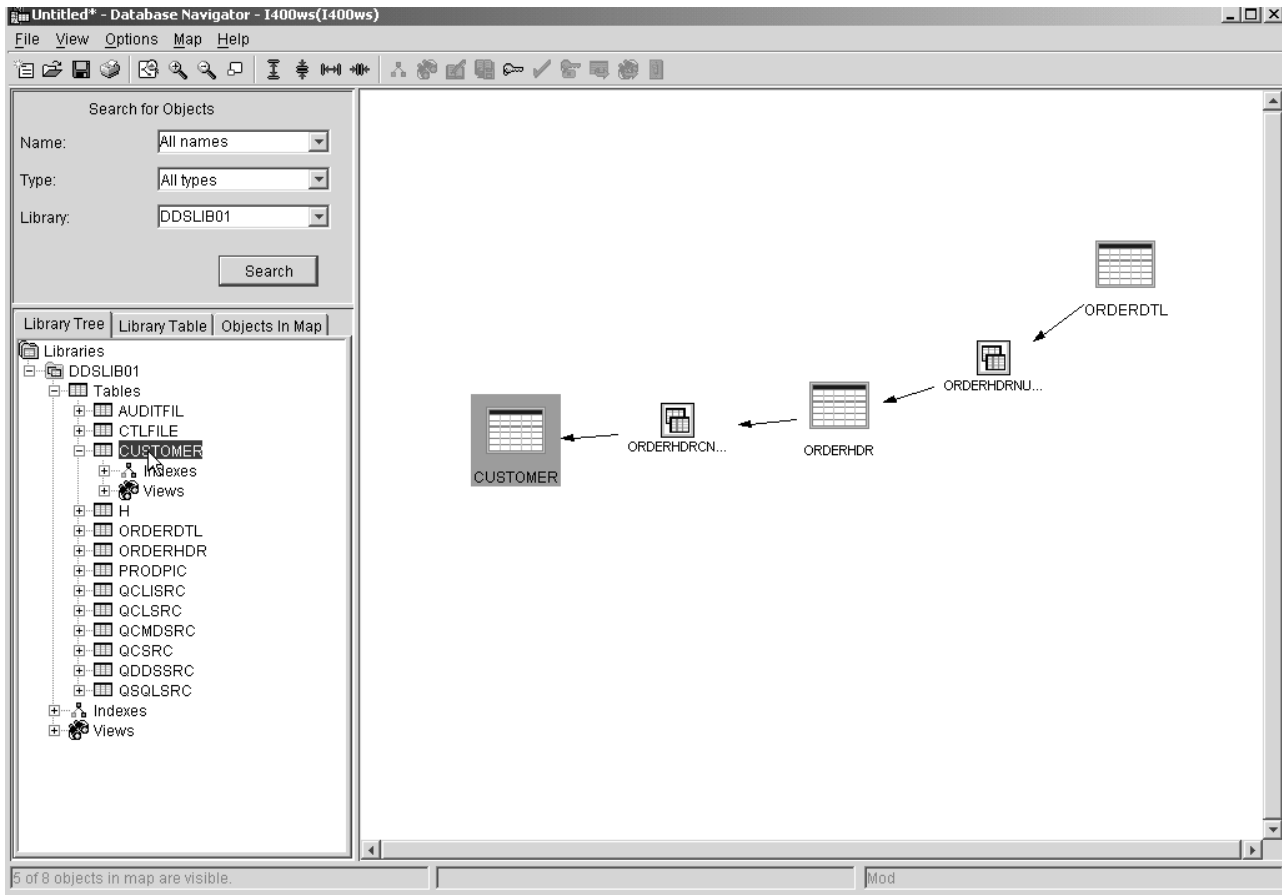 Untitled* - Database Navigator - I400ws(I400ws)
File View Options Map Help
Search for Objects
Name: All names
Type: All types
Library: DDSLIB01
Search
Library Tree Library Table Objects In Map
Libraries
DDSLIB01
Tables
AUDITFIL
CTLFILE
CUSTOMER
Indexes
Views
H
ORDERDTL
ORDERHDR
PRODPIC
QCLISRC
QCLSRC
QCMDSRC
QCSRC
QDDSSRC
QSQLSRC
Indexes
Views
ORDERDTL
ORDERHDRNU...
ORDERHDR
ORDERHDRCN...
CUSTOMER
5 of 8 objects in map are visible.
Mod